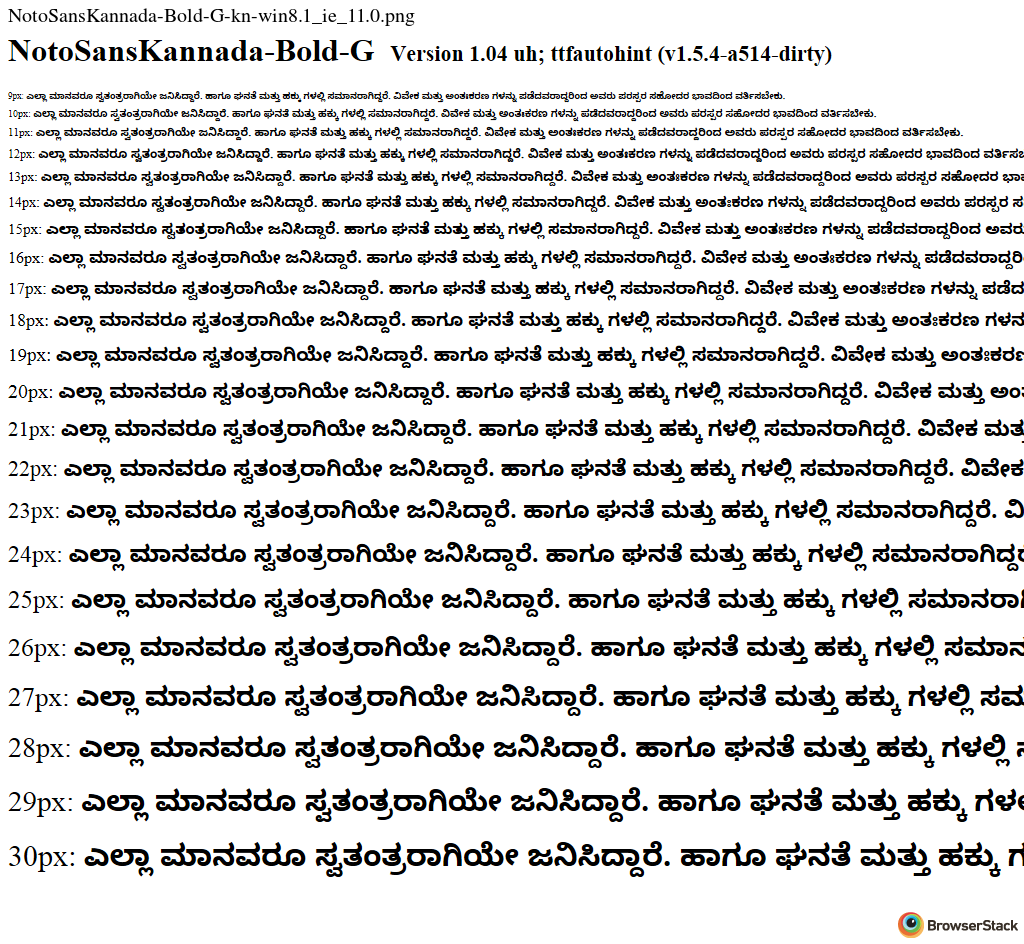 NotoSansKannada-Bold-G-kn-win8.1_ie_11.0.png
NotoSansKannada-Bold-G Version 1.04 uh; ttfautohint (v1.5.4-a514-dirty)
9px: ಎಲ್ಲಾ ಮಾನವರೂ ಸ್ವತಂತ್ರರಾಗಿಯೇ ಜನಿಸಿದ್ದಾರೆ. ಹಾಗೂ ಘನತೆ ಮತ್ತು ಹಕ್ಕು ಗಳಲ್ಲಿ ಸಮಾನರಾಗಿದ್ದರೆ. ವಿವೇಕ ಮತ್ತು ಅಂತಃಕರಣ ಗಳನ್ನು ಪಡೆದವರಾದ್ದರಿಂದ ಅವರು ಪರಸ್ಪರ ಸಹೋದರ ಭಾವದಿಂದ ವರ್ತಿಸಬೇಕು.
10px: ಎಲ್ಲಾ ಮಾನವರೂ ಸ್ವತಂತ್ರರಾಗಿಯೇ ಜನಿಸಿದ್ದಾರೆ. ಹಾಗೂ ಘನತೆ ಮತ್ತು ಹಕ್ಕು ಗಳಲ್ಲಿ ಸಮಾನರಾಗಿದ್ದರೆ. ವಿವೇಕ ಮತ್ತು ಅಂತಃಕರಣ ಗಳನ್ನು ಪಡೆದವರಾದ್ದರಿಂದ ಅವರು ಪರಸ್ಪರ ಸಹೋದರ ಭಾವದಿಂದ ವರ್ತಿಸಬೇಕು.
11px: ಎಲ್ಲಾ ಮಾನವರೂ ಸ್ವತಂತ್ರರಾಗಿಯೇ ಜನಿಸಿದ್ದಾರೆ. ಹಾಗೂ ಘನತೆ ಮತ್ತು ಹಕ್ಕು ಗಳಲ್ಲಿ ಸಮಾನರಾಗಿದ್ದರೆ. ವಿವೇಕ ಮತ್ತು ಅಂತಃಕರಣ ಗಳನ್ನು ಪಡೆದವರಾದ್ದರಿಂದ ಅವರು ಪರಸ್ಪರ ಸಹೋದರ ಭಾವದಿಂದ ವರ್ತಿಸಬೇಕು.
12px: ಎಲ್ಲಾ ಮಾನವರೂ ಸ್ವತಂತ್ರರಾಗಿಯೇ ಜನಿಸಿದ್ದಾರೆ. ಹಾಗೂ ಘನತೆ ಮತ್ತು ಹಕ್ಕು ಗಳಲ್ಲಿ ಸಮಾನರಾಗಿದ್ದರೆ. ವಿವೇಕ ಮತ್ತು ಅಂತಃಕರಣ ಗಳನ್ನು ಪಡೆದವರಾದ್ದರಿಂದ ಅವರು ಪರಸ್ಪರ ಸಹೋದರ ಭಾವದಿಂದ
13px: ಎಲ್ಲಾ ಮಾನವರೂ ಸ್ವತಂತ್ರರಾಗಿಯೇ ಜನಿಸಿದ್ದಾರೆ. ಹಾಗೂ ಘನತೆ ಮತ್ತು ಹಕ್ಕು ಗಳಲ್ಲಿ ಸಮಾನರಾಗಿದ್ದರೆ. ವಿವೇಕ ಮತ್ತು ಅಂತಃಕರಣ ಗಳನ್ನು ಪಡೆದವರಾದ್ದರಿಂದ ಅವರು ಪರಸ್ಪರ ಸಹೋದರ
14px: ಎಲ್ಲಾ ಮಾನವರೂ ಸ್ವತಂತ್ರರಾಗಿಯೇ ಜನಿಸಿದ್ದಾರೆ. ಹಾಗೂ ಘನತೆ ಮತ್ತು ಹಕ್ಕು ಗಳಲ್ಲಿ ಸಮಾನರಾಗಿದ್ದರೆ. ವಿವೇಕ ಮತ್ತು ಅಂತಃಕರಣ ಗಳನ್ನು ಪಡೆದವರಾದ್ದರಿಂದ ಅವರು ಪರಸ್ಪರ
15px: ಎಲ್ಲಾ ಮಾನವರೂ ಸ್ವತಂತ್ರರಾಗಿಯೇ ಜನಿಸಿದ್ದಾರೆ. ಹಾಗೂ ಘನತೆ ಮತ್ತು ಹಕ್ಕು ಗಳಲ್ಲಿ ಸಮಾನರಾಗಿದ್ದರೆ. ವಿವೇಕ ಮತ್ತು ಅಂತಃಕರಣ ಗಳನ್ನು ಪಡೆದವರಾದ್ದರಿಂದ ಅವರು
16px: ಎಲ್ಲಾ ಮಾನವರೂ ಸ್ವತಂತ್ರರಾಗಿಯೇ ಜನಿಸಿದ್ದಾರೆ. ಹಾಗೂ ಘನತೆ ಮತ್ತು ಹಕ್ಕು ಗಳಲ್ಲಿ ಸಮಾನರಾಗಿದ್ದರೆ. ವಿವೇಕ ಮತ್ತು ಅಂತಃಕರಣ ಗಳನ್ನು
17px: ಎಲ್ಲಾ ಮಾನವರೂ ಸ್ವತಂತ್ರರಾಗಿಯೇ ಜನಿಸಿದ್ದಾರೆ. ಹಾಗೂ ಘನತೆ ಮತ್ತು ಹಕ್ಕು ಗಳಲ್ಲಿ ಸಮಾನರಾಗಿದ್ದರೆ. ವಿವೇಕ ಮತ್ತು ಅಂತಃಕರಣ ಗಳನ್ನು
18px: ಎಲ್ಲಾ ಮಾನವರೂ ಸ್ವತಂತ್ರರಾಗಿಯೇ ಜನಿಸಿದ್ದಾರೆ. ಹಾಗೂ ಘನತೆ ಮತ್ತು ಹಕ್ಕು ಗಳಲ್ಲಿ ಸಮಾನರಾಗಿದ್ದರೆ. ವಿವೇಕ ಮತ್ತು ಅಂತಃಕರಣ
19px: ಎಲ್ಲಾ ಮಾನವರೂ ಸ್ವತಂತ್ರರಾಗಿಯೇ ಜನಿಸಿದ್ದಾರೆ. ಹಾಗೂ ಘನತೆ ಮತ್ತು ಹಕ್ಕು ಗಳಲ್ಲಿ ಸಮಾನರಾಗಿದ್ದರೆ. ವಿವೇಕ ಮತ್ತು
20px: ಎಲ್ಲಾ ಮಾನವರೂ ಸ್ವತಂತ್ರರಾಗಿಯೇ ಜನಿಸಿದ್ದಾರೆ. ಹಾಗೂ ಘನತೆ ಮತ್ತು ಹಕ್ಕು ಗಳಲ್ಲಿ ಸಮಾನರಾಗಿದ್ದರೆ. ವಿವೇಕ ಮತ್ತು
21px: ಎಲ್ಲಾ ಮಾನವರೂ ಸ್ವತಂತ್ರರಾಗಿಯೇ ಜನಿಸಿದ್ದಾರೆ. ಹಾಗೂ ಘನತೆ ಮತ್ತು ಹಕ್ಕು ಗಳಲ್ಲಿ ಸಮಾನರಾಗಿದ್ದರೆ. ವಿವೇಕ
22px: ಎಲ್ಲಾ ಮಾನವರೂ ಸ್ವತಂತ್ರರಾಗಿಯೇ ಜನಿಸಿದ್ದಾರೆ. ಹಾಗೂ ಘನತೆ ಮತ್ತು ಹಕ್ಕು ಗಳಲ್ಲಿ ಸಮಾನರಾಗಿದ್ದರೆ. ವಿವೇಕ
23px: ಎಲ್ಲಾ ಮಾನವರೂ ಸ್ವತಂತ್ರರಾಗಿಯೇ ಜನಿಸಿದ್ದಾರೆ. ಹಾಗೂ ಘನತೆ ಮತ್ತು ಹಕ್ಕು ಗಳಲ್ಲಿ ಸಮಾನರಾಗಿದ್ದರೆ.
24px: ಎಲ್ಲಾ ಮಾನವರೂ ಸ್ವತಂತ್ರರಾಗಿಯೇ ಜನಿಸಿದ್ದಾರೆ. ಹಾಗೂ ಘನತೆ ಮತ್ತು ಹಕ್ಕು ಗಳಲ್ಲಿ
25px: ಎಲ್ಲಾ ಮಾನವರೂ ಸ್ವತಂತ್ರರಾಗಿಯೇ ಜನಿಸಿದ್ದಾರೆ. ಹಾಗೂ ಘನತೆ ಮತ್ತು ಹಕ್ಕು ಗಳಲ್ಲಿ
26px: ಎಲ್ಲಾ ಮಾನವರೂ ಸ್ವತಂತ್ರರಾಗಿಯೇ ಜನಿಸಿದ್ದಾರೆ. ಹಾಗೂ ಘನತೆ ಮತ್ತು ಹಕ್ಕು ಗಳಲ್ಲಿ
27px: ಎಲ್ಲಾ ಮಾನವರೂ ಸ್ವತಂತ್ರರಾಗಿಯೇ ಜನಿಸಿದ್ದಾರೆ. ಹಾಗೂ ಘನತೆ ಮತ್ತು ಹಕ್ಕು ಗಳಲ್ಲಿ
28px: ಎಲ್ಲಾ ಮಾನವರೂ ಸ್ವತಂತ್ರರಾಗಿಯೇ ಜನಿಸಿದ್ದಾರೆ. ಹಾಗೂ ಘನತೆ ಮತ್ತು ಹಕ್ಕು ಗಳಲ್ಲಿ
29px: ಎಲ್ಲಾ ಮಾನವರೂ ಸ್ವತಂತ್ರರಾಗಿಯೇ ಜನಿಸಿದ್ದಾರೆ. ಹಾಗೂ ಘನತೆ ಮತ್ತು ಹಕ್ಕು
30px: ಎಲ್ಲಾ ಮಾನವರೂ ಸ್ವತಂತ್ರರಾಗಿಯೇ ಜನಿಸಿದ್ದಾರೆ. ಹಾಗೂ ಘನತೆ ಮತ್ತು ಹಕ್ಕು
BrowserStack